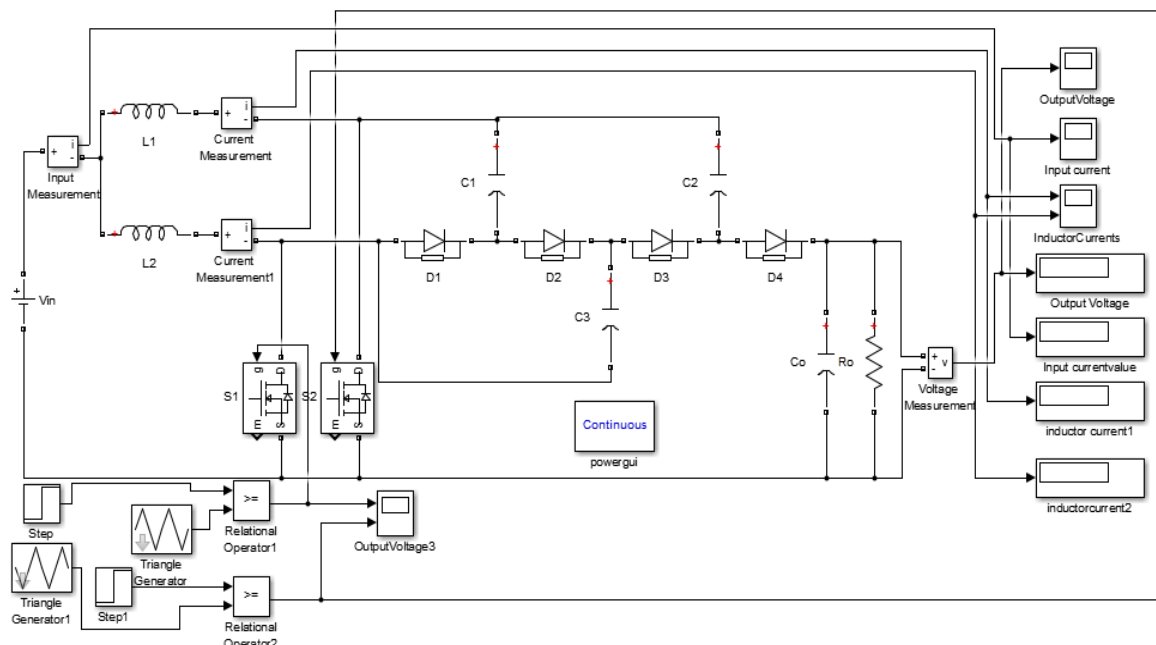 OutputVoltage
i
+
-
L1
Current
Measurement
i
+
-
Input
Measurement
Input current
C1
C2
InductorCurrents
i
+
-
L2
Current
Measurement1
D1
D2
D3
D4
Output Voltage
+
Vin
C3
Co
Ro
+
-
v
Voltage
Measurement
Input currentvalue
g
D
S1
m
S
g
D
S2
m
S
Continuous
powergui
inductor current1
inductorcurrent2
Step
>=
Relational
Operator1
Triangle
Generator
OutputVoltage3
Triangle
Generator1
Step1
>=
Relational
Operator2